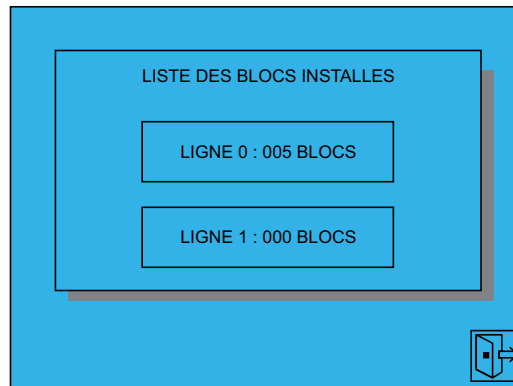 LISTE DES BLOCS INSTALLES
LIGNE 0 : 005 BLOCS
LIGNE 1 : 000 BLOCS